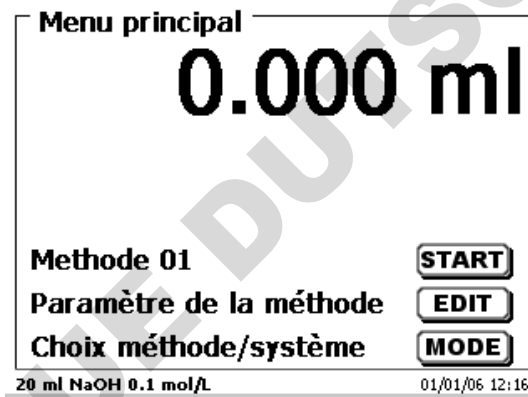 Menu principal
0.000 ml
Methode 01 START
Paramètre de la méthode EDIT
Choix méthode/système MODE
20 ml NaOH 0.1 mol/L 01/01/06 12:16